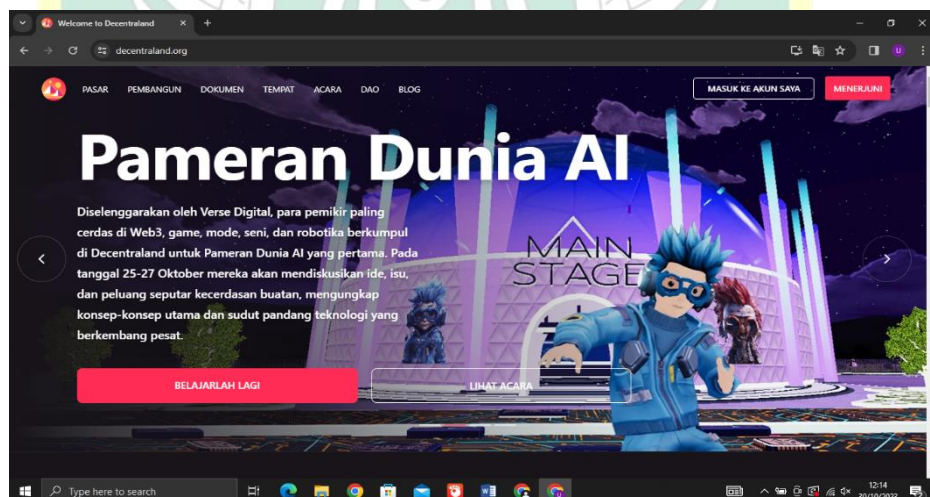 Welcome to Decentraland
decentraland.org
PASAR PEMBANGUN DOKUMEN TEMPAT ACARA DAO BLOG
MASUK KE AKUN SAYA
MENERJUNI
Pameran Dunia AI
Diselenggarakan oleh Verse Digital, para pemikir paling
cerdas di Web3, game, mode, seni, dan robotika berkumpul
di Decentraland untuk Pameran Dunia AI yang pertama. Pada
tanggal 25-27 Oktober mereka akan mendiskusikan ide, isu,
dan peluang seputar kecerdasan buatan, mengungkap
konsep-konsep utama dan sudut pandang teknologi yang
berkembang pesat.
MAIN
STAGE
BELAJARLAH LAGI
LIHAT ACARA
Type here to search
12:14